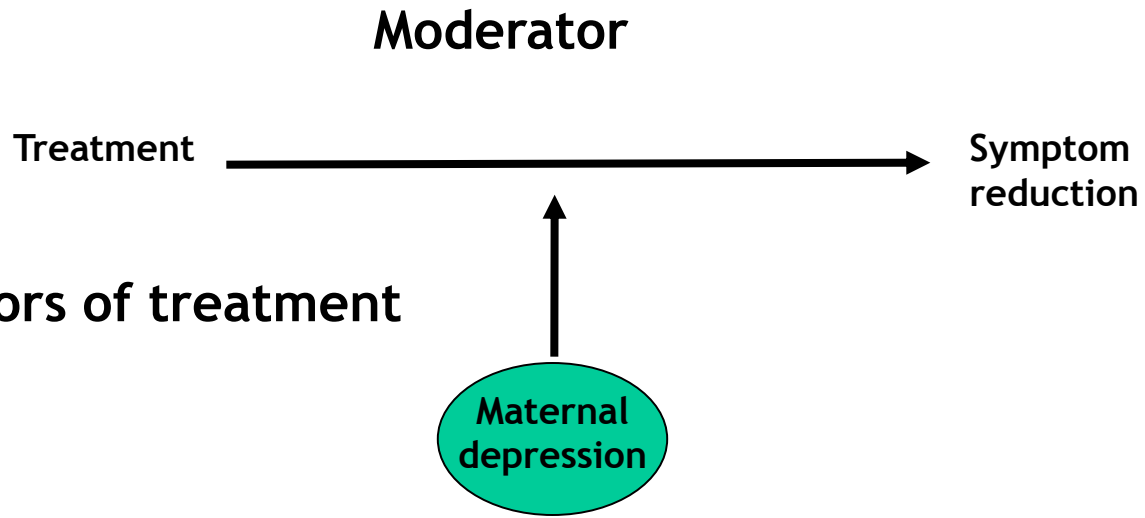 Moderator
Treatment
Symptom
reduction
ors of treatment
Maternal
depression